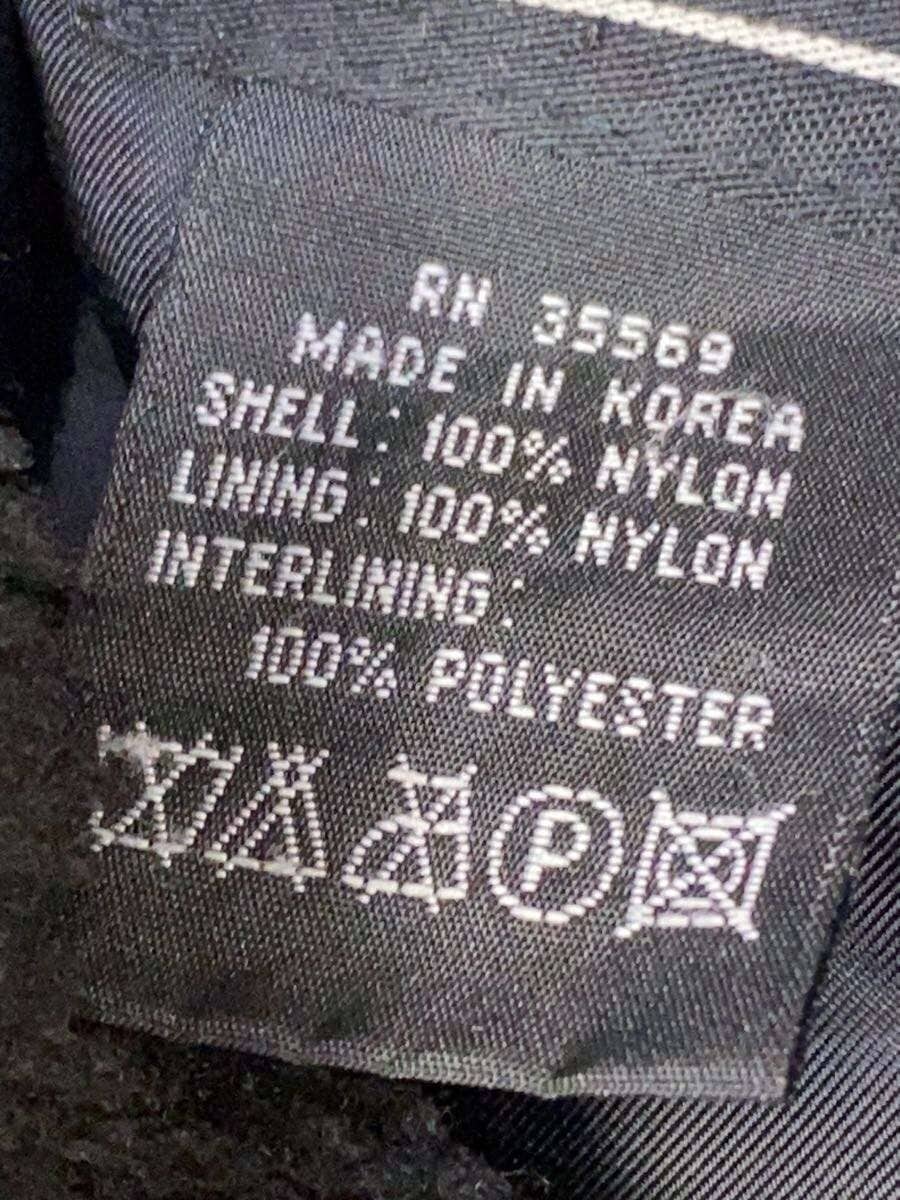 RN 35569
MADE IN KOREA
SHELL: 100% NYLON
LINING: 100% NYLON
INTERLINING:
100% POLYESTER
P